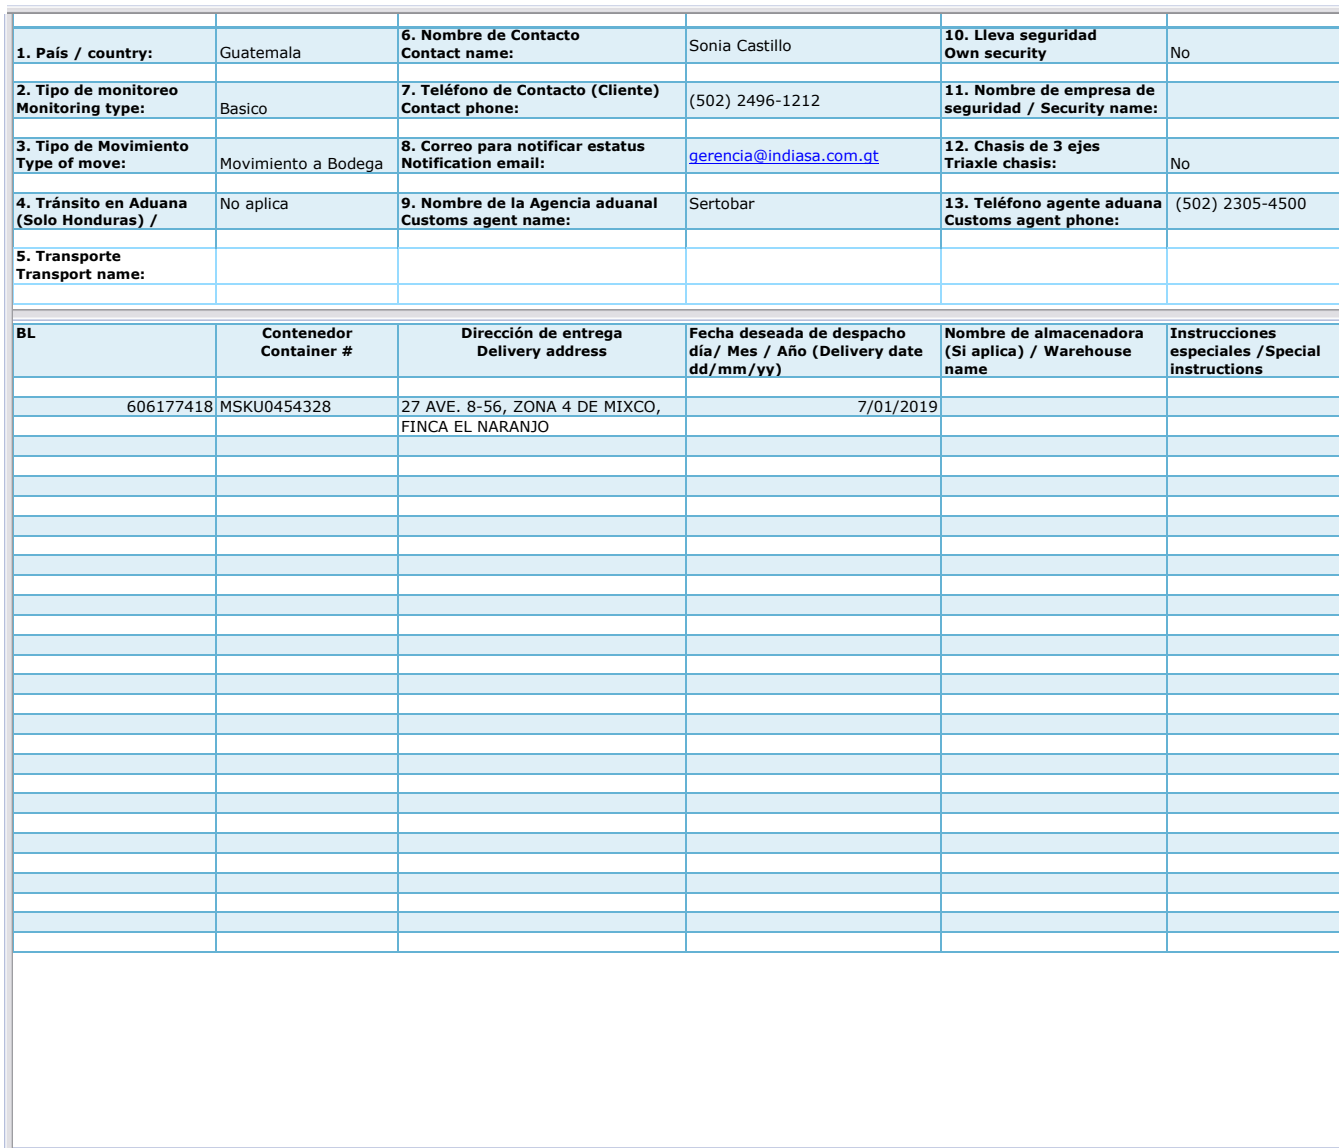 1. País / country:
Guatemala
6. Nombre de Contacto
Contact name:
Sonia Castillo
10. Lleva seguridad
Own security
No
2. Tipo de monitoreo
Monitoring type:
Basico
7. Teléfono de Contacto (Cliente)
Contact phone:
(502) 2496-1212
11. Nombre de empresa de
seguridad / Security name:
3. Tipo de Movimiento
Type of move:
Movimiento a Bodega
8. Correo para notificar estatus
Notification email:
gerencia@indiasa.com.gt
12. Chasis de 3 ejes
Triaxle chasis:
No
4. Tránsito en Aduana
(Solo Honduras) /
No aplica
9. Nombre de la Agencia aduanal
Customs agent name:
Sertobar
13. Teléfono agente aduana
Customs agent phone:
(502) 2305-4500
5. Transporte
Transport name:
BL
Contenedor
Container #
Dirección de entrega
Delivery address
Fecha deseada de despacho
día/ Mes / Año (Delivery date
dd/mm/yy)
Nombre de almacenadora
(Si aplica) / Warehouse
name
Instrucciones
especiales /Special
instructions
606177418
MSKU0454328
27 AVE. 8-56, ZONA 4 DE MIXCO,
FINCA EL NARANJO
7/01/2019